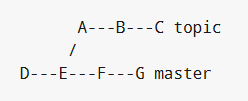 A---B---C topic
     /
D---E---F---G master